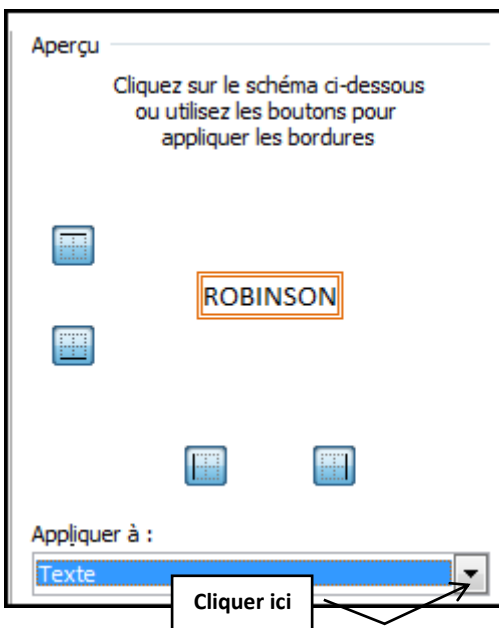 Aperçu
Cliquez sur le schéma ci-dessous
ou utilisez les boutons pour
appliquer les bordures
ROBINSON
Appliquer à :
Texte
Cliquer ici